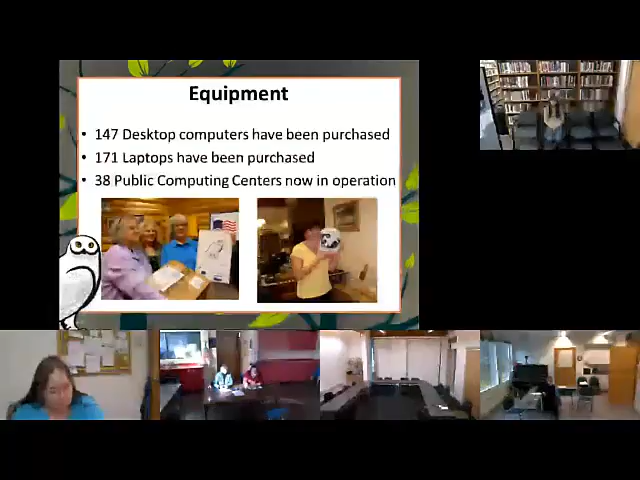 Equipment
• 147 Desktop computers have been purchased
• 171 Laptops have been purchased
• 38 Public Computing Centers now in operation